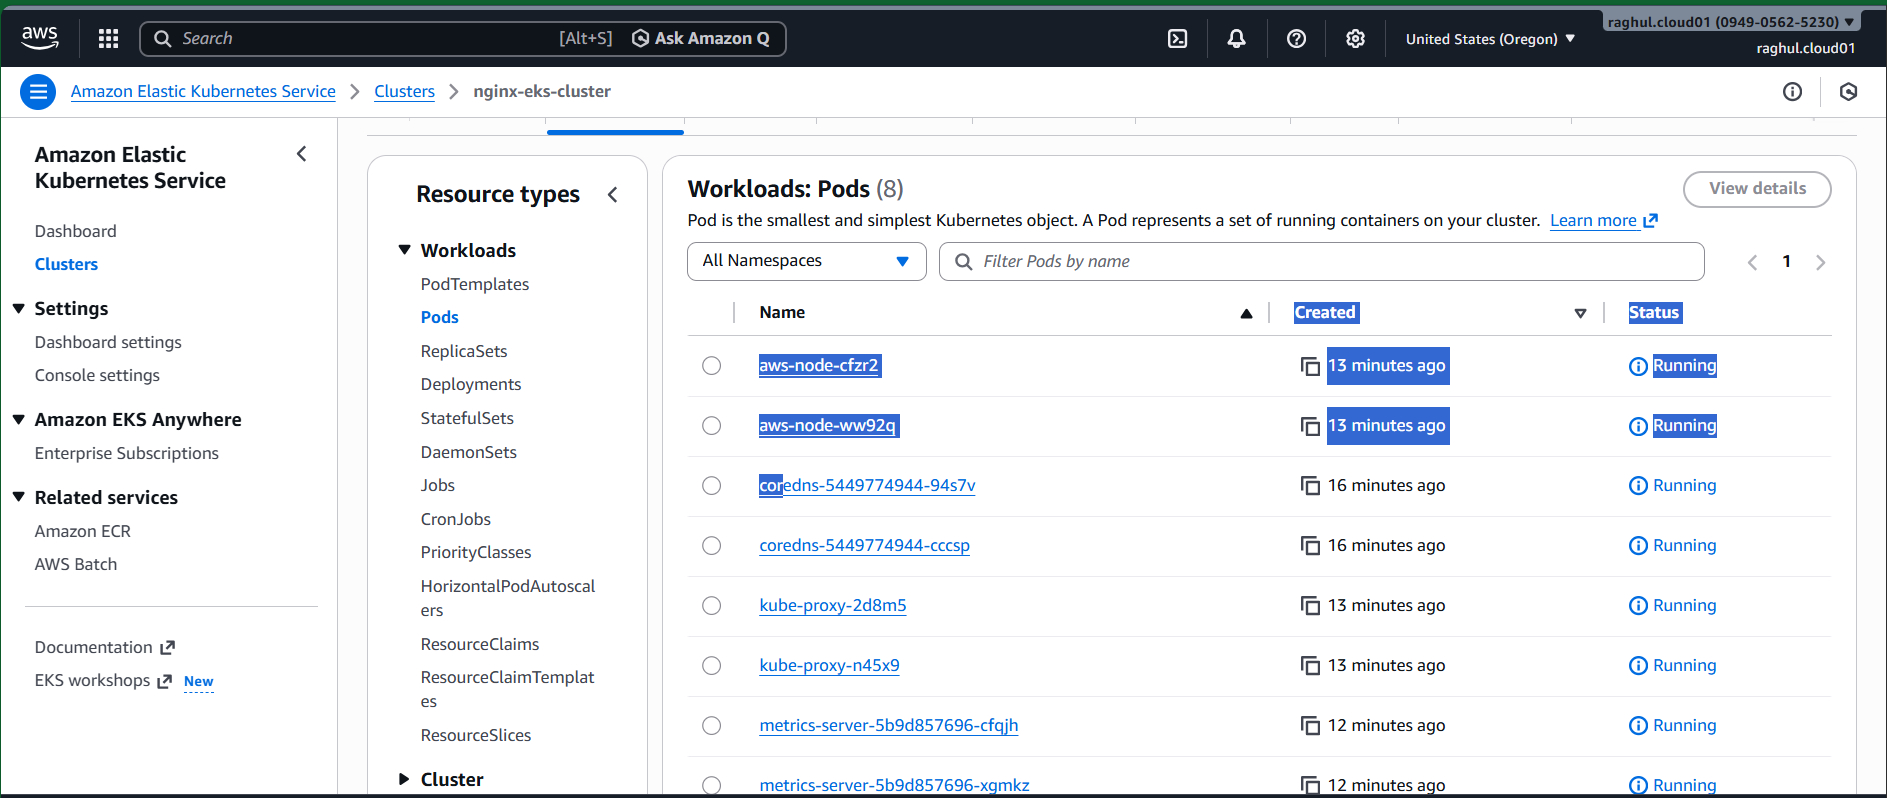 aws
Search [Alt+S] Ask Amazon Q
United States (Oregon)
raghul.cloud01 (0949-0562-5230)
raghul.cloud01
Amazon Elastic Kubernetes Service
Clusters
nginx-eks-cluster
Amazon Elastic
Kubernetes Service
Dashboard
Clusters
Settings
Dashboard settings
Console settings
Amazon EKS Anywhere
Enterprise Subscriptions
Related services
Amazon ECR
AWS Batch
Documentation
EKS workshops New
Resource types
Workloads
PodTemplates
Pods
ReplicaSets
Deployments
StatefulSets
DaemonSets
Jobs
CronJobs
PriorityClasses
HorizontalPodAutoscal
ers
ResourceClaims
ResourceClaimTemplat
es
ResourceSlices
Cluster
Workloads: Pods (8)
View details
Pod is the smallest and simplest Kubernetes object. A Pod represents a set of running containers on your cluster. Learn more
All Namespaces
Filter Pods by name
1
Name Created Status
aws-node-cfzr2 13 minutes ago Running
aws-node-ww92q 13 minutes ago Running
coredns-5449774944-94s7v 16 minutes ago Running
coredns-5449774944-cccsp 16 minutes ago Running
kube-proxy-2d8m5 13 minutes ago Running
kube-proxy-n45x9 13 minutes ago Running
metrics-server-5b9d857696-cfqjh 12 minutes ago Running
metrics-server-5b9d857696-xgmkz 12 minutes ago Running